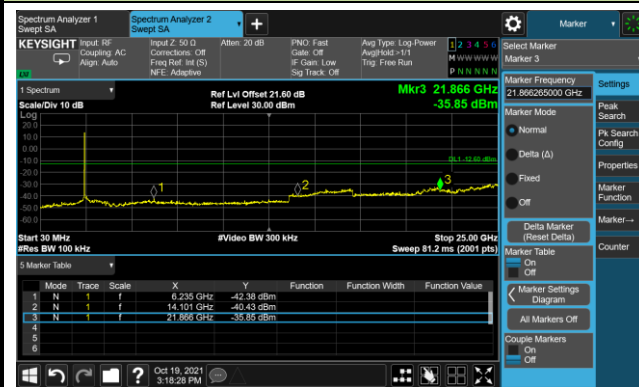 Spectrum Analyzer 1
Swept SA
Spectrum Analyzer 2
Swept SA
+
Marker
KEYSIGHT
Input: RF
Coupling: AC
Align: Auto
Input Z: 50 Ω
Corrections: Off
Freq Ref: Int (S)
NFE: Adaptive
Atten: 20 dB
PNO: Fast
Gate: Off
IF Gain: Low
Sig Track: Off
Avg Type: Log-Power
Avg|Hold:>1/1
Trig: Free Run
1 2 3 4 5 6
M W W W W W
P N N N N N
Select Marker
Marker 3
1 Spectrum
Scale/Div 10 dB
Log
Ref Lvl Offset 21.60 dB
Ref Level 30.00 dBm
Mkr3 21.866 GHz
-35.85 dBm
20.0
10.0
0.00
-10.0
-20.0
-30.0
-40.0
-50.0
-60.0
DL1 -12.60 dBm
1
2
3
Start 30 MHz
#Res BW 100 kHz
#Video BW 300 kHz
Stop 25.00 GHz
Sweep 81.2 ms (2001 pts)
5 Marker Table
Mode Trace Scale X Y Function Function Width Function Value
1 N 1 f 6.235 GHz -42.38 dBm
2 N 1 f 14.101 GHz -40.43 dBm
3 N 1 f 21.866 GHz -35.85 dBm
4
5
6
Marker Frequency
21.866265000 GHz
Marker Mode
Normal
Delta (Δ)
Fixed
Off
Delta Marker
(Reset Delta)
Marker Table
On
Off
Marker Settings
Diagram
All Markers Off
Couple Markers
On
Off
Settings
Peak
Search
Pk Search
Config
Properties
Marker
Function
Marker→
Counter
?
Oct 19, 2021
3:18:28 PM